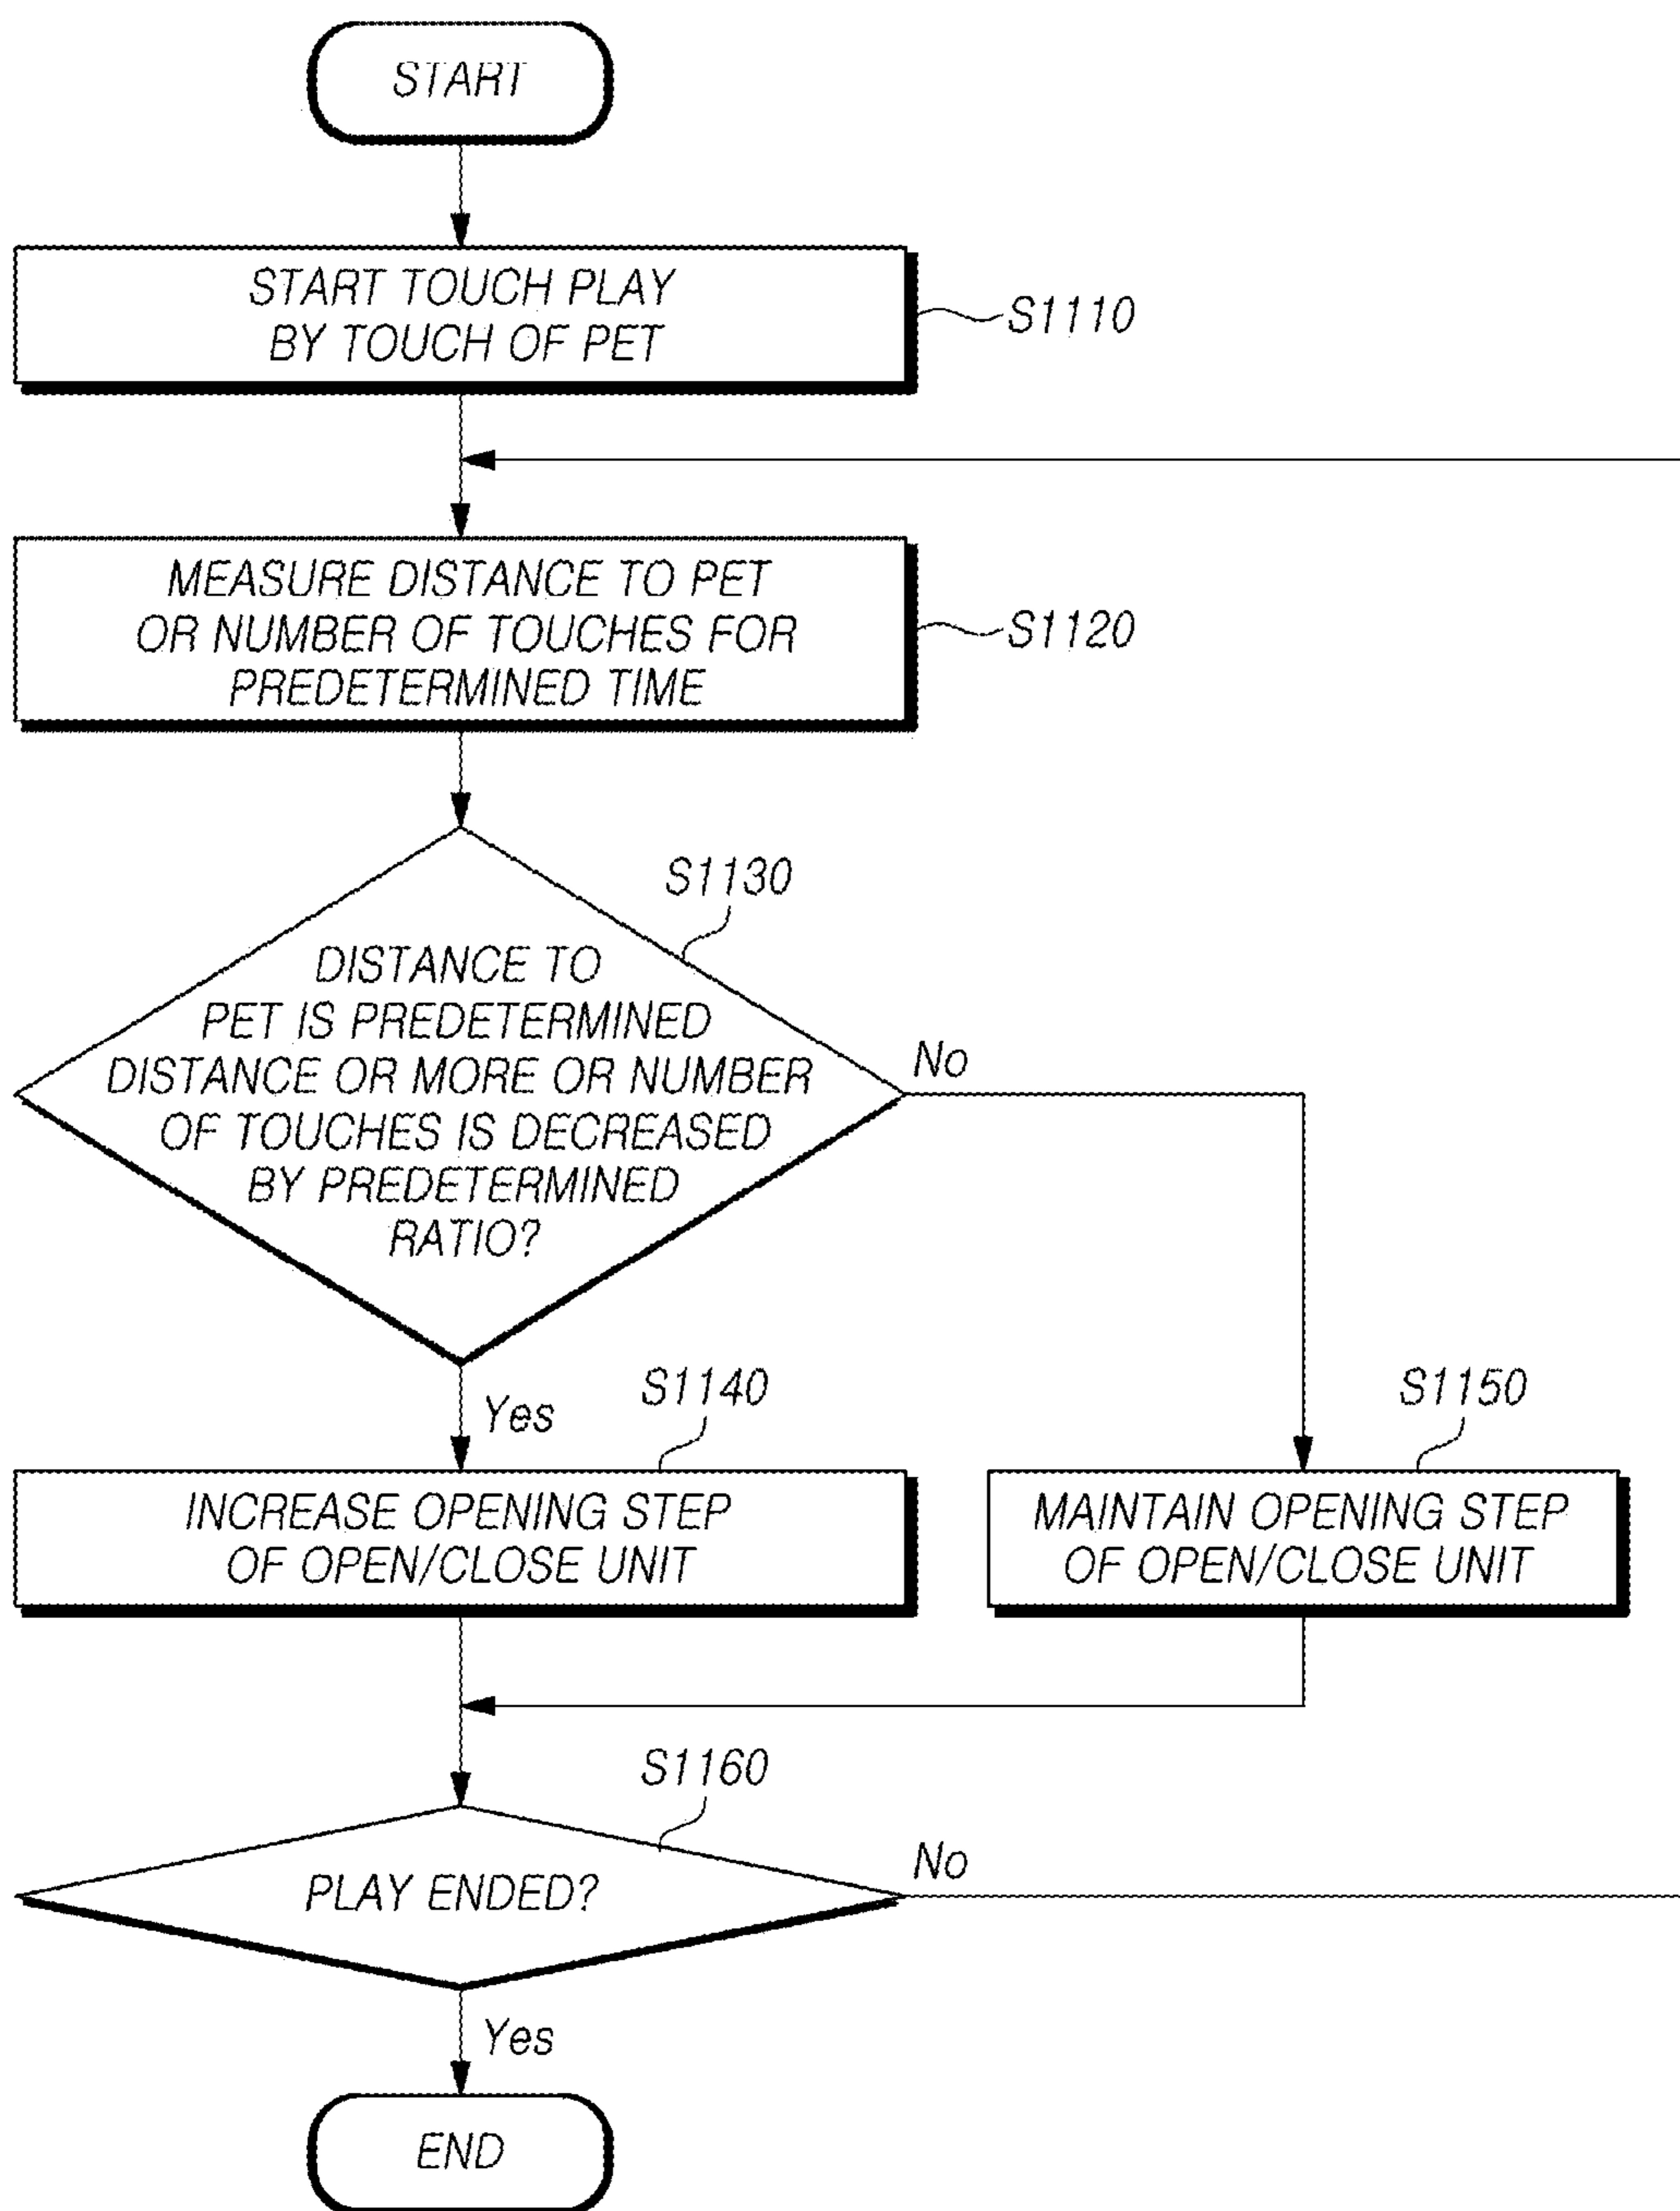 START
START TOUCH PLAY
BY TOUCH OF PET
S1110
MEASURE DISTANCE TO PET
OR NUMBER OF TOUCHES FOR
PREDETERMINED TIME
S1120
S1130
DISTANCE TO
PET IS PREDETERMINED
DISTANCE OR MORE OR NUMBER
OF TOUCHES IS DECREASED
BY PREDETERMINED
RATIO?
No
Yes
S1140
S1150
INCREASE OPENING STEP
OF OPEN/CLOSE UNIT
MAINTAIN OPENING STEP
OF OPEN/CLOSE UNIT
S1160
PLAY ENDED?
No
Yes
END